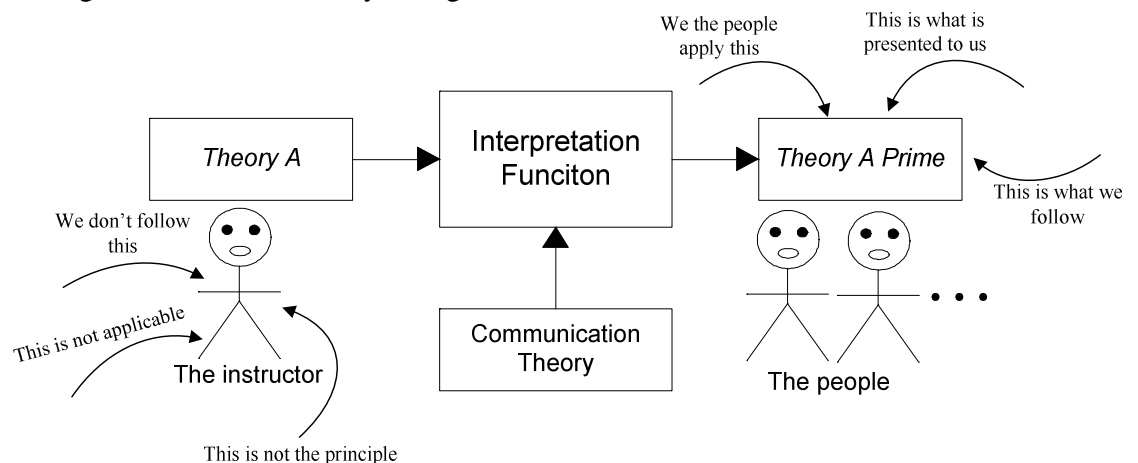 We the people
apply this
This is what is
presented to us
Theory A
Interpretation
Funciton
Theory A Prime
This is what we
follow
We don't follow
this
This is not applicable
Communication
Theory
The instructor
The people
This is not the principle